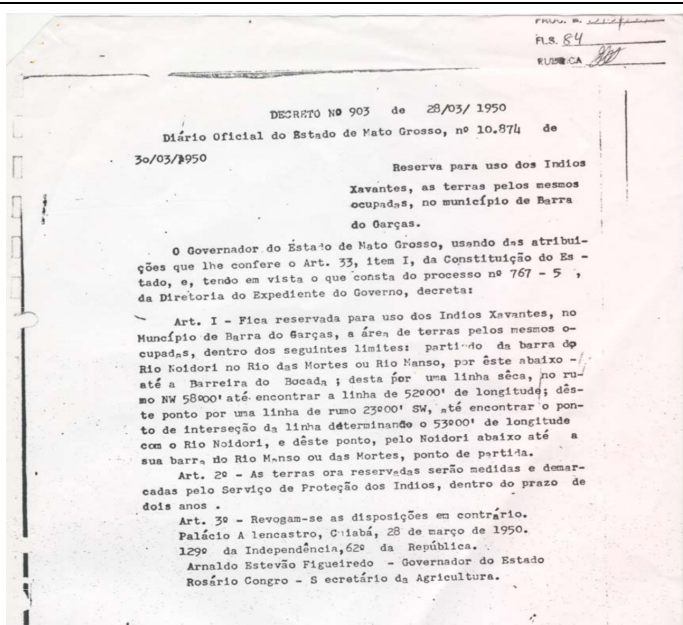 FLS. 84
RUBRICA
DECRETO Nº 903 de 28/03/ 1950
Diário Oficial do Estado de Mato Grosso, nº 10.874 de
30/03/1950
Reserva para uso dos Indios
Xavantes, as terras pelos mesmos
ocupadas, no município de Barra
do Garças.
O Governador do Estado de Mato Grosso, usando das atribui-
ções que lhe confere o Art. 33, item I, da Constituição do Es -
tado, e, tendo em vista o que consta do processo nº 767 - 5 ,
da Diretoria do Expediente do Governo, decreta:
Art. I - Fica reservada para uso dos Indios Xavantes, no
Muncípio de Barra do Garças, a área de terras pelos mesmos o-
cupadas, dentro dos seguintes limites: partindo da barra do
Rio Noidori no Rio das Mortes ou Rio Manso, por êste abaixo -
até a Barreira do Bocada ; desta por uma linha sêca, no ru-
mo NW 58º00' até encontrar a linha de 52º00' de longitude; dês-
te ponto por uma linha de rumo 23º00' SW, até encontrar o pon-
to de interseção da linha determinando o 53º00' de longitude
com o Rio Noidori, e dêste ponto, pelo Noidori abaixo até a
sua barra do Rio Manso ou das Mortes, ponto de partida.
Art. 2º - As terras ora reservadas serão medidas e demar-
cadas pelo Serviço de Proteção dos Indios, dentro do prazo de
dois anos .
Art. 3º - Revogam-se as disposições em contrário.
Palácio A lencastro, Cuiabá, 28 de março de 1950.
129º da Independência,62º da República.
Arnaldo Estevão Figueiredo - Governador do Estado
Rosário Congro - S ecretário da Agricultura.